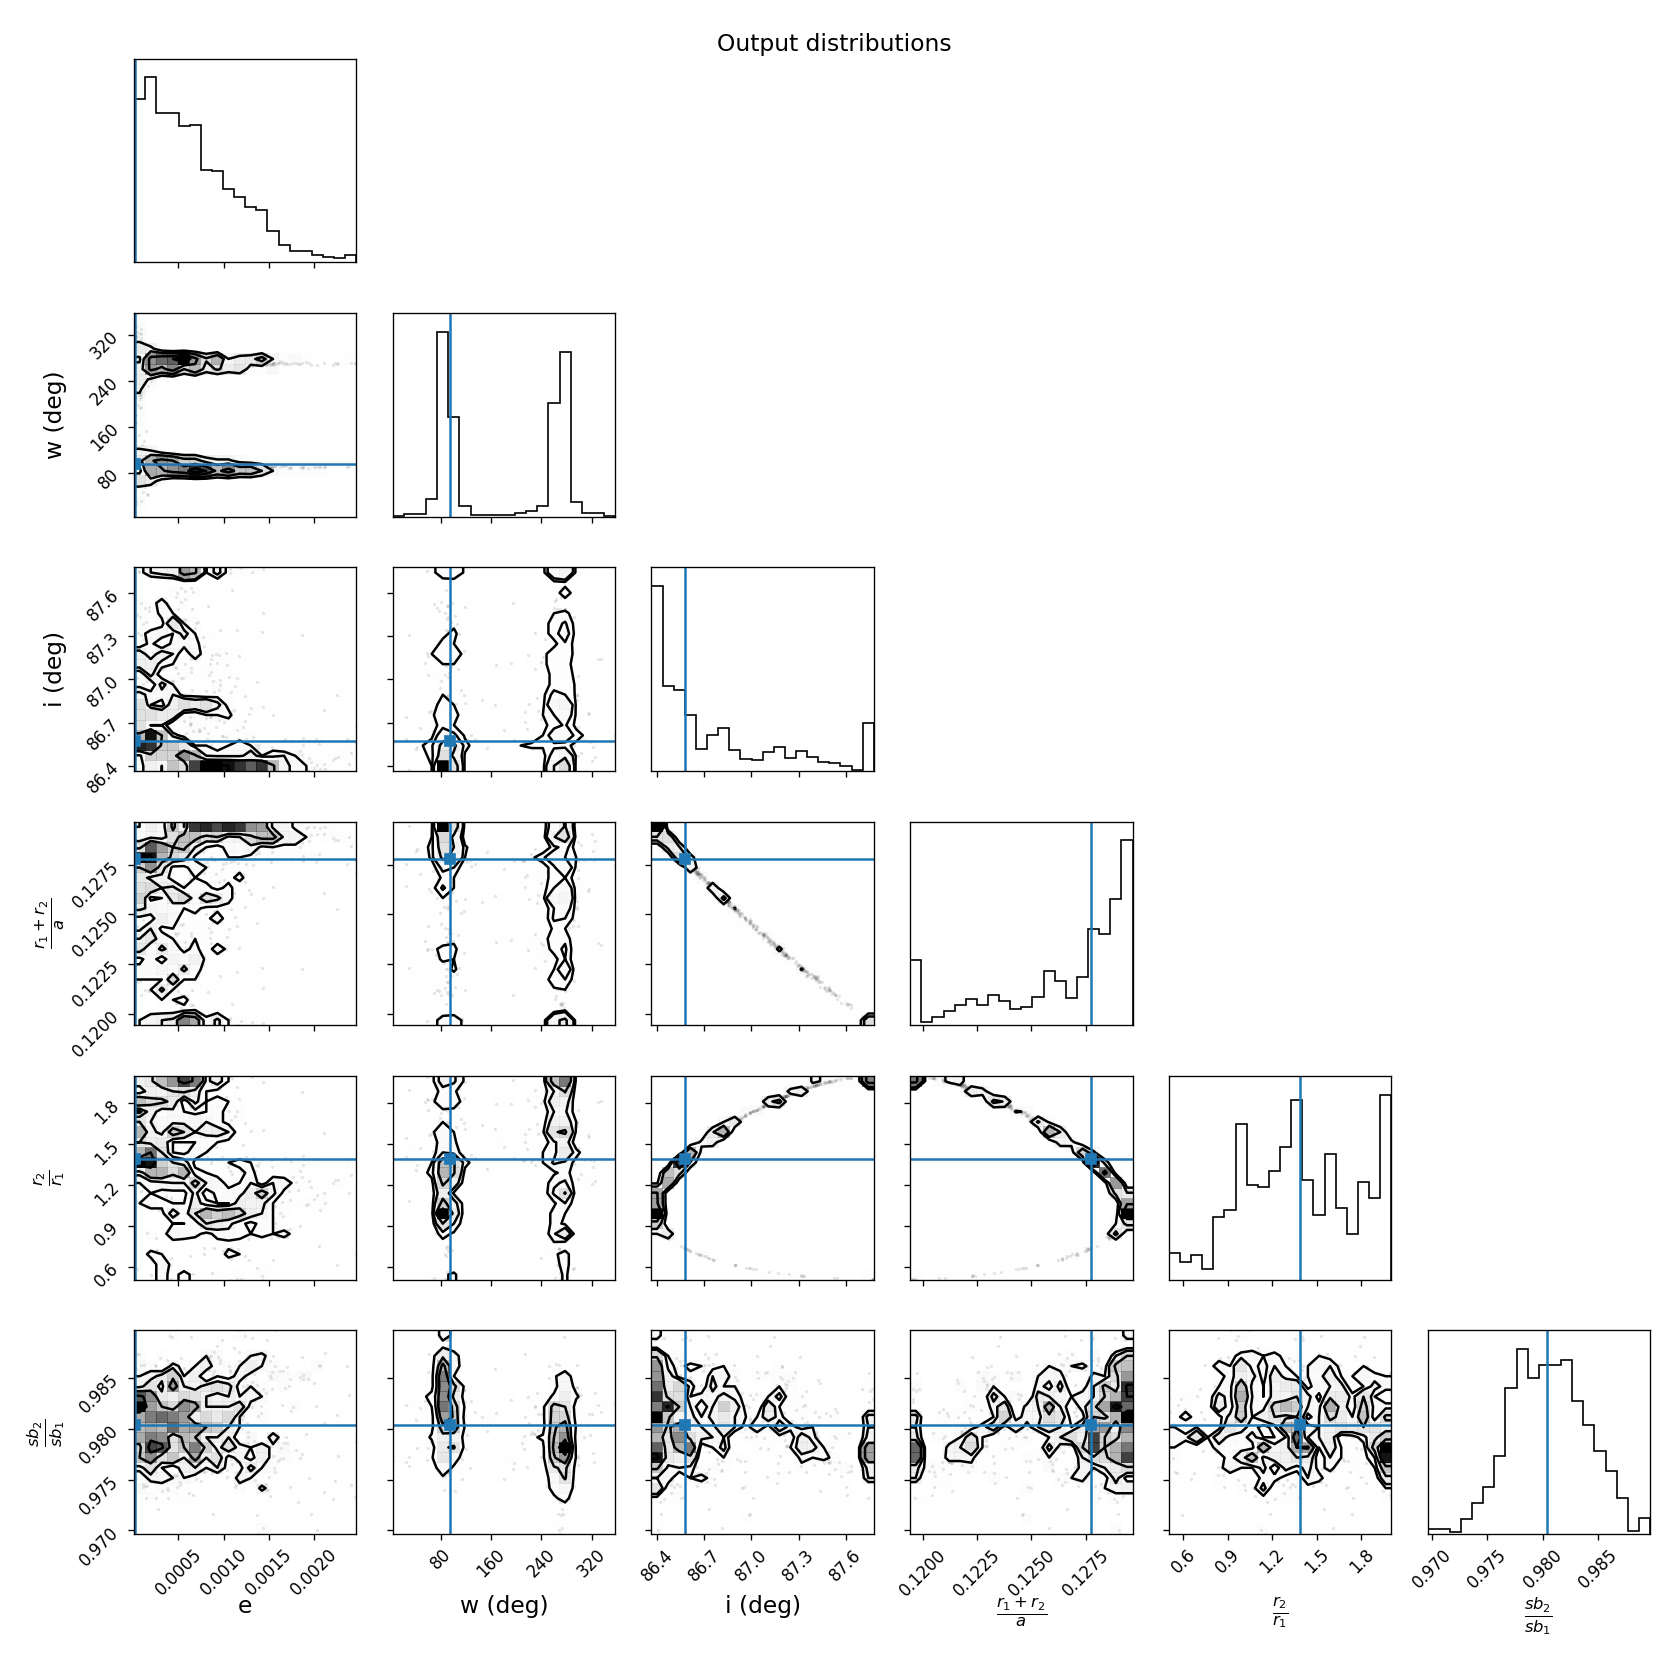 Output distributions
320
240
160
80
w (deg)
87.6
87.3
87.0
86.7
86.4
i (deg)
0.1275
0.1250
0.1225
0.1200
r₁ + r₂
a
1.8
1.5
1.2
0.9
0.6
r₂
r₁
0.985
0.980
0.975
0.970
sb₂
sb₁
0.0005 0.0010 0.0015 0.0020
80 160 240 320
86.4 86.7 87.0 87.3 87.6
0.1200 0.1225 0.1250 0.1275
0.6 0.9 1.2 1.5 1.8
0.970 0.975 0.980 0.985
e
w (deg)
i (deg)
r₁ + r₂
a
r₂
r₁
sb₂
sb₁